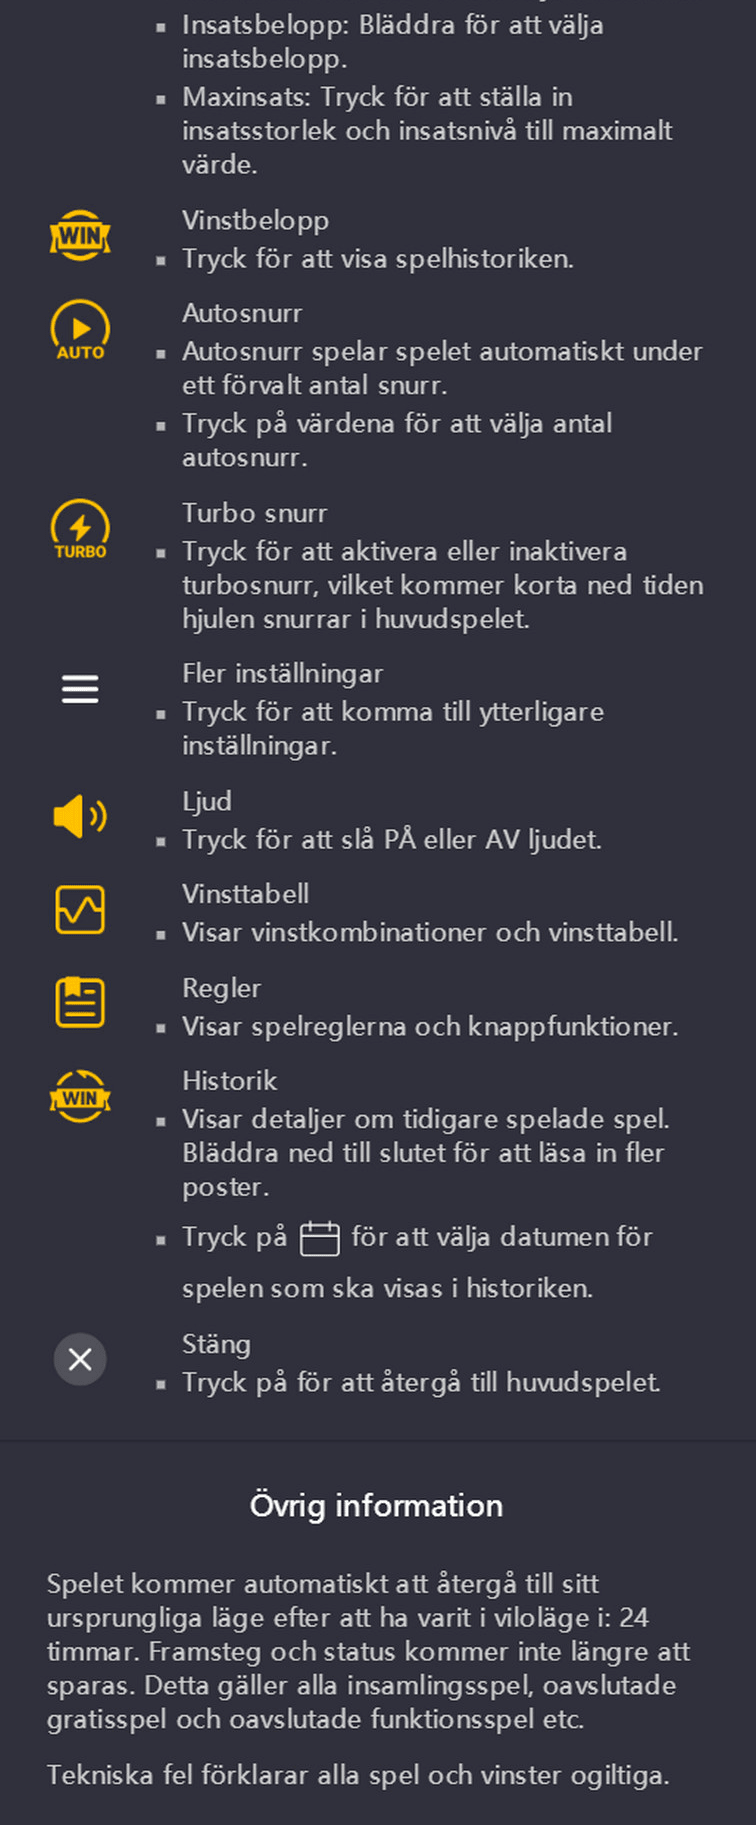 ▪ Insatsbelopp: Bläddra för att välja
insatsbelopp.
▪ Maxinsats: Tryck för att ställa in
insatsstorlek och insatsnivå till maximalt
värde.
WIN
Vinstbelopp
▪ Tryck för att visa spelhistoriken.
AUTO
Autosnurr
▪ Autosnurr spelar spelet automatiskt under
ett förvalt antal snurr.
▪ Tryck på värdena för att välja antal
autosnurr.
TURBO
Turbo snurr
▪ Tryck för att aktivera eller inaktivera
turbosnurr, vilket kommer korta ned tiden
hjulen snurrar i huvudspelet.
Fler inställningar
▪ Tryck för att komma till ytterligare
inställningar.
Ljud
▪ Tryck för att slå PÅ eller AV ljudet.
Vinsttabell
▪ Visar vinstkombinationer och vinsttabell.
Regler
▪ Visar spelreglerna och knappfunktioner.
WIN
Historik
▪ Visar detaljer om tidigare spelade spel.
Bläddra ned till slutet för att läsa in fler
poster.
▪ Tryck på för att välja datumen för
spelen som ska visas i historiken.
Stäng
▪ Tryck på för att återgå till huvudspelet.
Övrig information
Spelet kommer automatiskt att återgå till sitt
ursprungliga läge efter att ha varit i viloläge i: 24
timmar. Framsteg och status kommer inte längre att
sparas. Detta gäller alla insamlingsspel, oavslutade
gratisspel och oavslutade funktionsspel etc.
Tekniska fel förklarar alla spel och vinster ogiltiga.